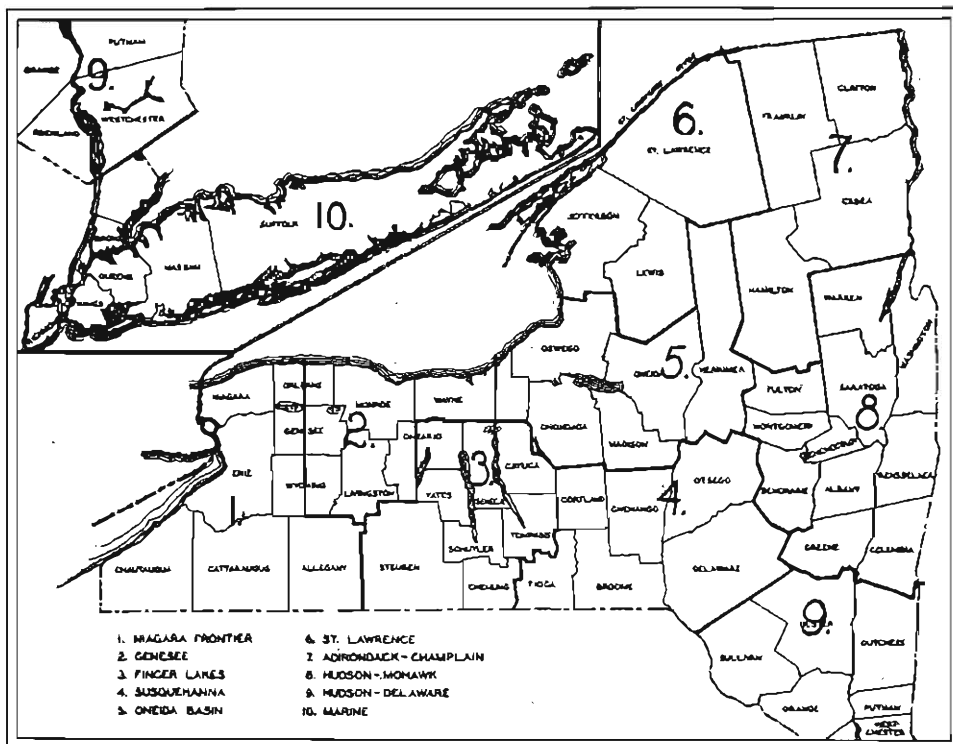 PUTNAM
ORANGE
9.
WESTCHESTER
ROCKLAND
SUFFOLK
10.
NASSAU
QUEENS
6.
ST. LAWRENCE
FRANKLIN
CLINTON
7.
ESSEX
JEFFERSON
LEWIS
HAMILTON
WARREN
WASHINGTON
OSWEGO
ONEIDA
5.
HERKIMER
FULTON
SARATOGA
8.
NIAGARA
ORLEANS
MONROE
WAYNE
GENESEE
2.
ONTARIO
3.
CAYUGA
ONONDAGA
MADISON
MONTGOMERY
SCHENECTADY
RENSSELAER
ERIE
WYOMING
LIVINGSTON
YATES
SENECA
CORTLAND
CHENANGO
4.
OTSEGO
SCHOHARIE
ALBANY
1.
TOMPKINS
SCHUYLER
GREENE
COLUMBIA
CHAUTAUQUA
CATTARAUGUS
ALLEGANY
STEUBEN
CHEMUNG
TIOGA
BROOME
DELAWARE
ULSTER
9.
SULLIVAN
DUTCHESS
ORANGE
PUTNAM
WEST-
CHESTER
1. NIAGARA FRONTIER
2 GENESEE
3. FINGER LAKES
4. SUSQUEHANNA
5. ONEIDA BASIN
6. ST. LAWRENCE
7 ADIRONDACK-CHAMPLAIN
8. HUDSON-MOHAWK
9. HUDSON-DELAWARE
10. MARINE